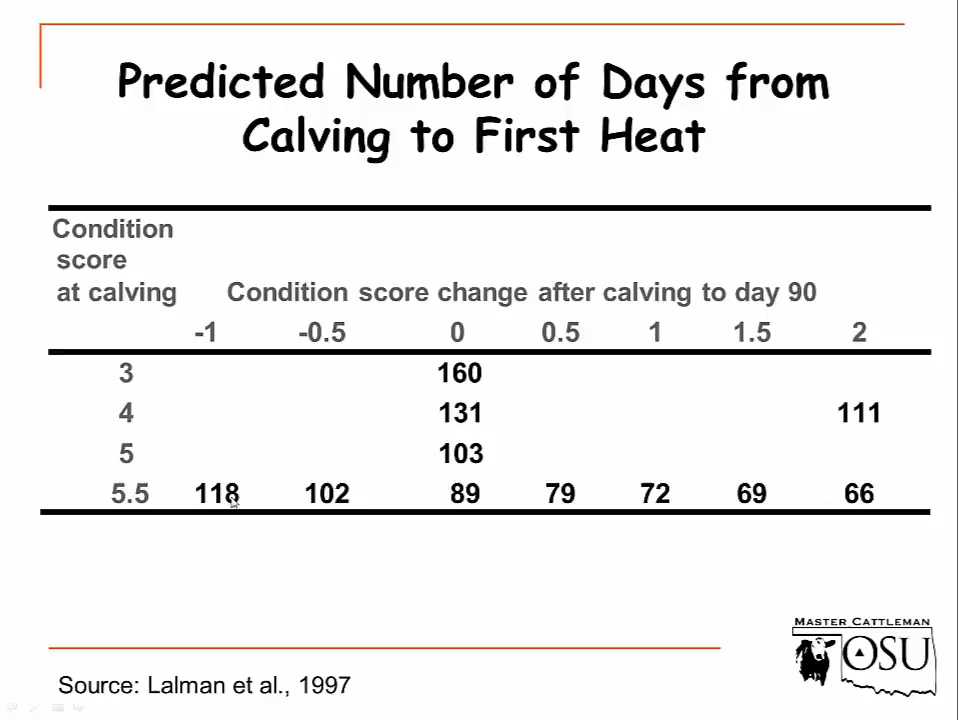 Predicted Number of Days from
Calving to First Heat
Condition
score
at calving Condition score change after calving to day 90
-1 -0.5 0 0.5 1 1.5 2
3 160
4 131 111
5 103
5.5 118 102 89 79 72 69 66
MASTER CATTLEMAN
OSU
Source: Lalman et al., 1997